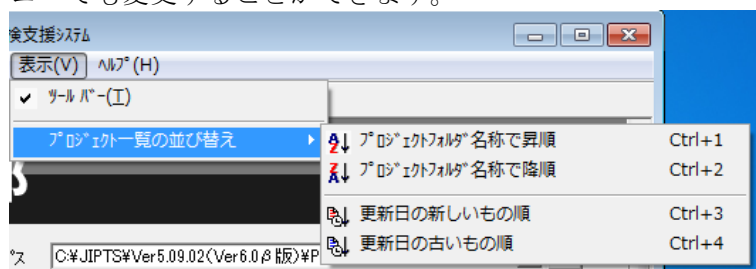 でも変更することができます。
検支援ｼｽﾃﾑ
表示(V) ﾍﾙﾌﾟ(H)
ﾂｰﾙ ﾊﾞｰ(T)
ﾌﾟﾛｼﾞｪｸﾄ一覧の並び替え
ﾌﾟﾛｼﾞｪｸﾄﾌｫﾙﾀﾞ名称で昇順 Ctrl+1
ﾌﾟﾛｼﾞｪｸﾄﾌｫﾙﾀﾞ名称で降順 Ctrl+2
更新日の新しいもの順 Ctrl+3
更新日の古いもの順 Ctrl+4
ﾟｽ C:¥JIPTS¥Ver5.09.02(Ver6.0β版)¥P